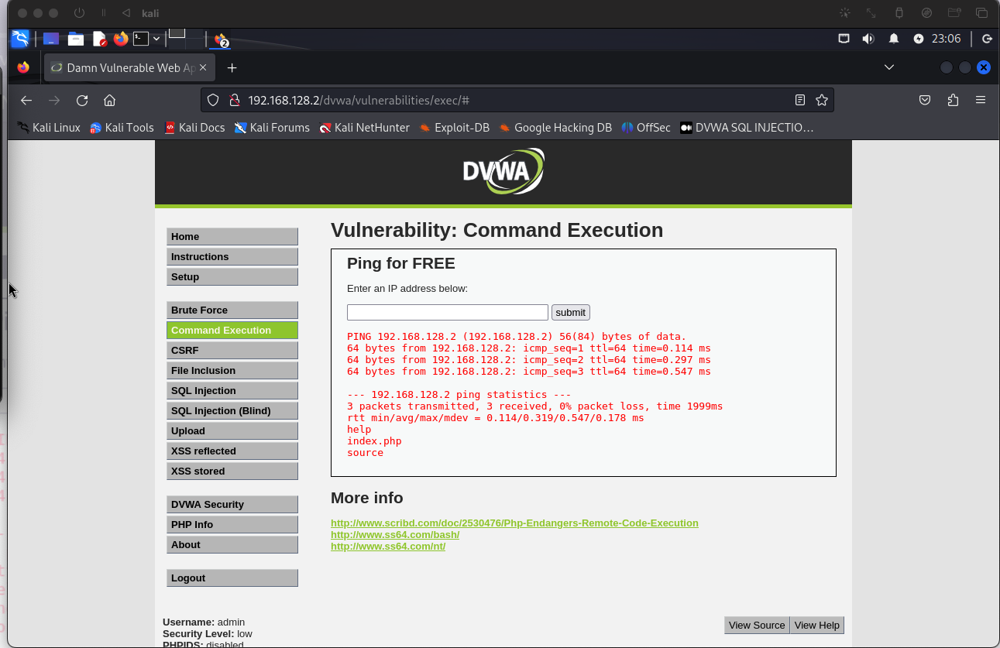 kali
2
23:06
Damn Vulnerable Web Ap
192.168.128.2/dvwa/vulnerabilities/exec/#
Kali Linux Kali Tools Kali Docs Kali Forums Kali NetHunter Exploit-DB Google Hacking DB OffSec DVWA SQL INJECTIO…
DVWA
Home
Instructions
Setup
Brute Force
Command Execution
CSRF
File Inclusion
SQL Injection
SQL Injection (Blind)
Upload
XSS reflected
XSS stored
DVWA Security
PHP Info
About
Logout
Vulnerability: Command Execution
Ping for FREE
Enter an IP address below:
submit
PING 192.168.128.2 (192.168.128.2) 56(84) bytes of data.
64 bytes from 192.168.128.2: icmp_seq=1 ttl=64 time=0.114 ms
64 bytes from 192.168.128.2: icmp_seq=2 ttl=64 time=0.297 ms
64 bytes from 192.168.128.2: icmp_seq=3 ttl=64 time=0.547 ms
--- 192.168.128.2 ping statistics ---
3 packets transmitted, 3 received, 0% packet loss, time 1999ms
rtt min/avg/max/mdev = 0.114/0.319/0.547/0.178 ms
help
index.php
source
More info
http://www.scribd.com/doc/2530476/Php-Endangers-Remote-Code-Execution
http://www.ss64.com/bash/
http://www.ss64.com/nt/
Username: admin
Security Level: low
PHPIDS: disabled
View Source View Help